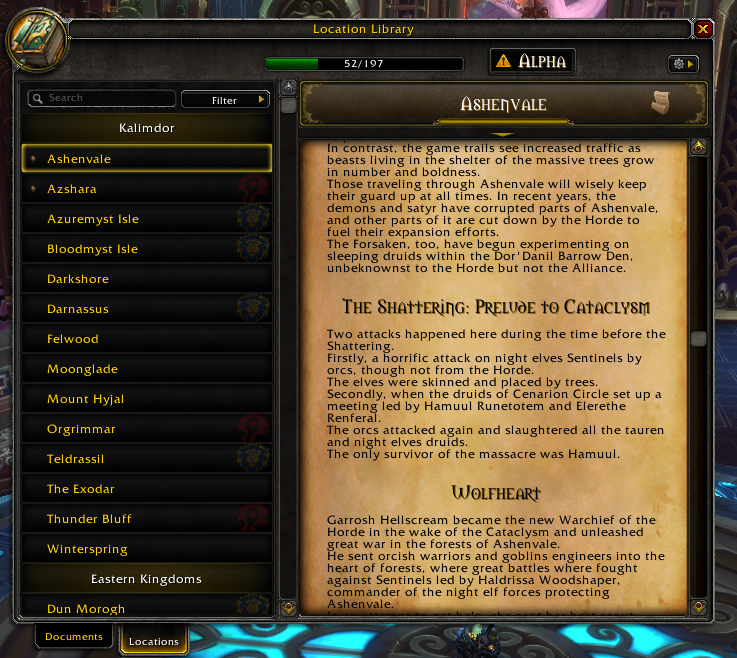 Location Library
52/197
Alpha
Search
Filter
Kalimdor
Ashenvale
Azshara
Azuremyst Isle
Bloodmyst Isle
Darkshore
Darnassus
Felwood
Moonglade
Mount Hyjal
Orgrimmar
Teldrassil
The Exodar
Thunder Bluff
Winterspring
Eastern Kingdoms
Dun Morogh
Documents
Locations
Ashenvale
In contrast, the game trails see increased traffic as
beasts living in the shelter of the massive trees grow
in number and boldness.
Those traveling through Ashenvale will wisely keep
their guard up at all times. In recent years, the
demons and satyr have corrupted parts of Ashenvale,
and other parts of it are cut down by the Horde to
fuel their expansion efforts.
The Forsaken, too, have begun experimenting on
sleeping druids within the Dor'Danil Barrow Den,
unbeknownst to the Horde but not the Alliance.
The Shattering: Prelude to Cataclysm
Two attacks happened here during the time before the
Shattering.
Firstly, a horrific attack on night elves Sentinels by
orcs, though not from the Horde.
The elves were skinned and placed by trees.
Secondly, when the druids of Cenarion Circle set up a
meeting led by Hamuul Runetotem and Elerethe
Renferal.
The orcs attacked again and slaughtered all the tauren
and night elves druids.
The only survivor of the massacre was Hamuul.
Wolfheart
Garrosh Hellscream became the new Warchief of the
Horde in the wake of the Cataclysm and unleashed
great war in the forests of Ashenvale.
He sent orcish warriors and goblins engineers into the
heart of forests, where great battles where fought
against Sentinels led by Haldrissa Woodshaper,
commander of the night elf forces protecting
Ashenvale.